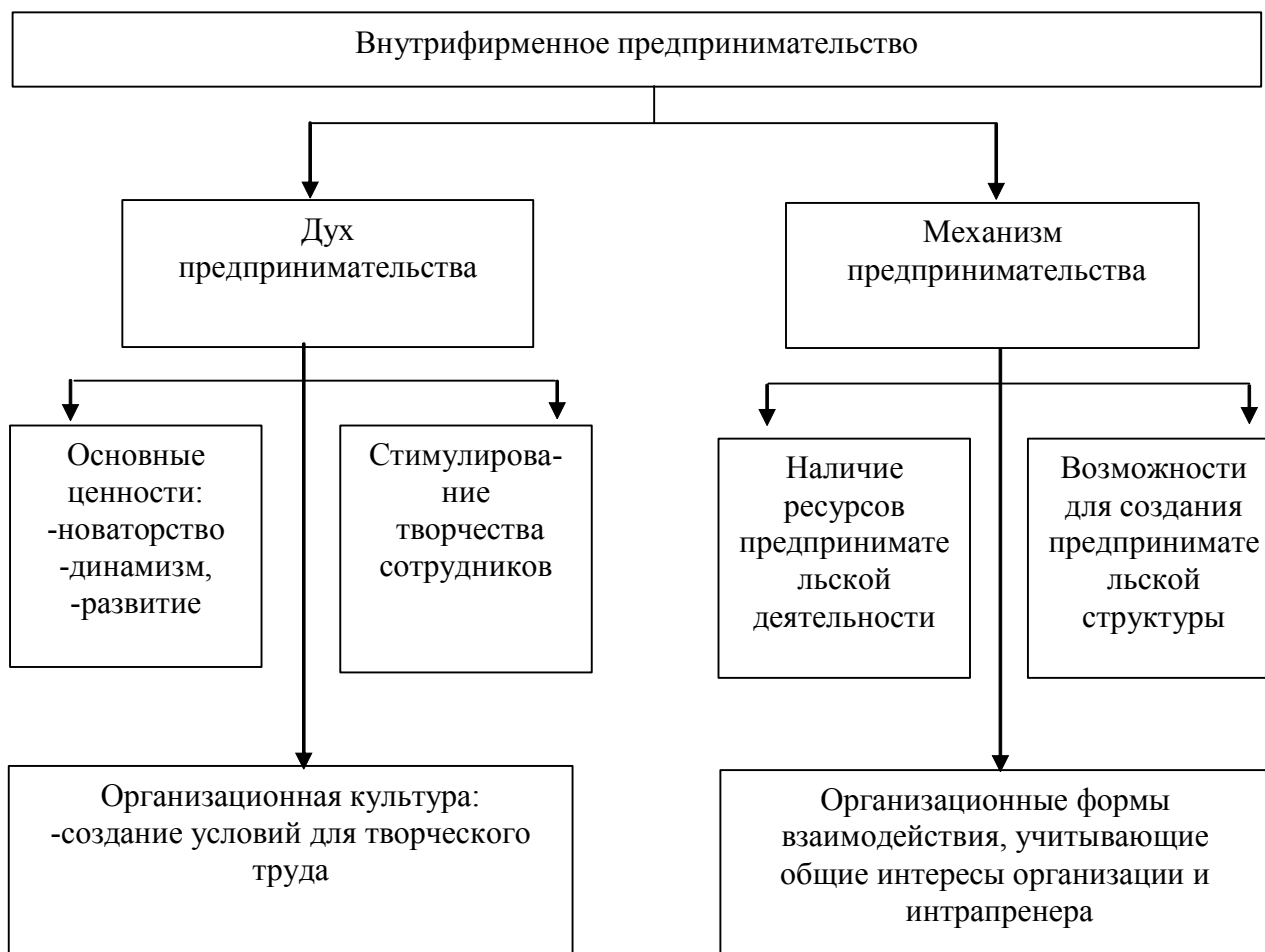 Внутрифирменное предпринимательство
Дух
предпринимательства
Механизм
предпринимательства
Основные
ценности:
-новаторство
-динамизм,
-развитие
Стимулирова-
ние
творчества
сотрудников
Наличие
ресурсов
предпринимате
льской
деятельности
Возможности
для создания
предпринимате
льской
структуры
Организационная культура:
-создание условий для творческого
труда
Организационные формы
взаимодействия, учитывающие
общие интересы организации и
интрапренера